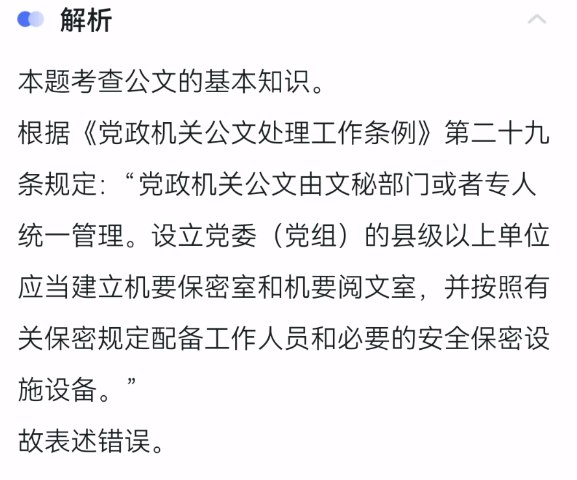 解析
本题考查公文的基本知识。
根据《党政机关公文处理工作条例》第二十九
条规定：“党政机关公文由文秘部门或者专人
统一管理。设立党委（党组）的县级以上单位
应当建立机要保密室和机要阅文室，并按照有
关保密规定配备工作人员和必要的安全保密设
施设备。”
故表述错误。